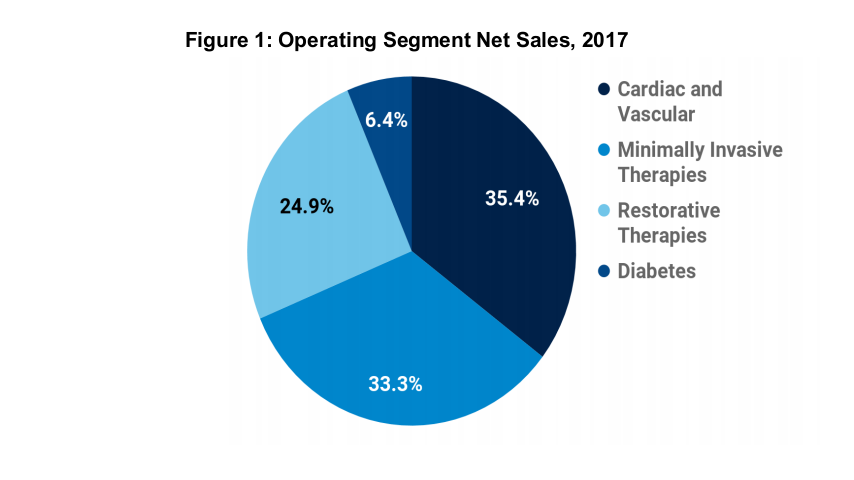 Figure 1: Operating Segment Net Sales, 2017
Cardiac and
Vascular
Minimally Invasive
Therapies
Restorative
Therapies
Diabetes
6.4%
35.4%
24.9%
33.3%